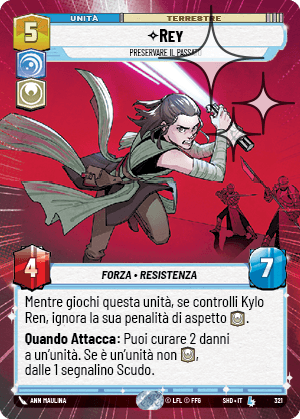 UNITÀ
TERRESTRE
5
Rey
PRESERVARE IL PASSATO
4
7
FORZA • RESISTENZA
Mentre giochi questa unità, se controlli Kylo
Ren, ignora la sua penalità di aspetto.
Quando Attacca: Puoi curare 2 danni
a un'unità. Se è un'unità non ,
dalle 1 segnalino Scudo.
ANN MAULINA
© LFL © FFG
SHD • IT
321